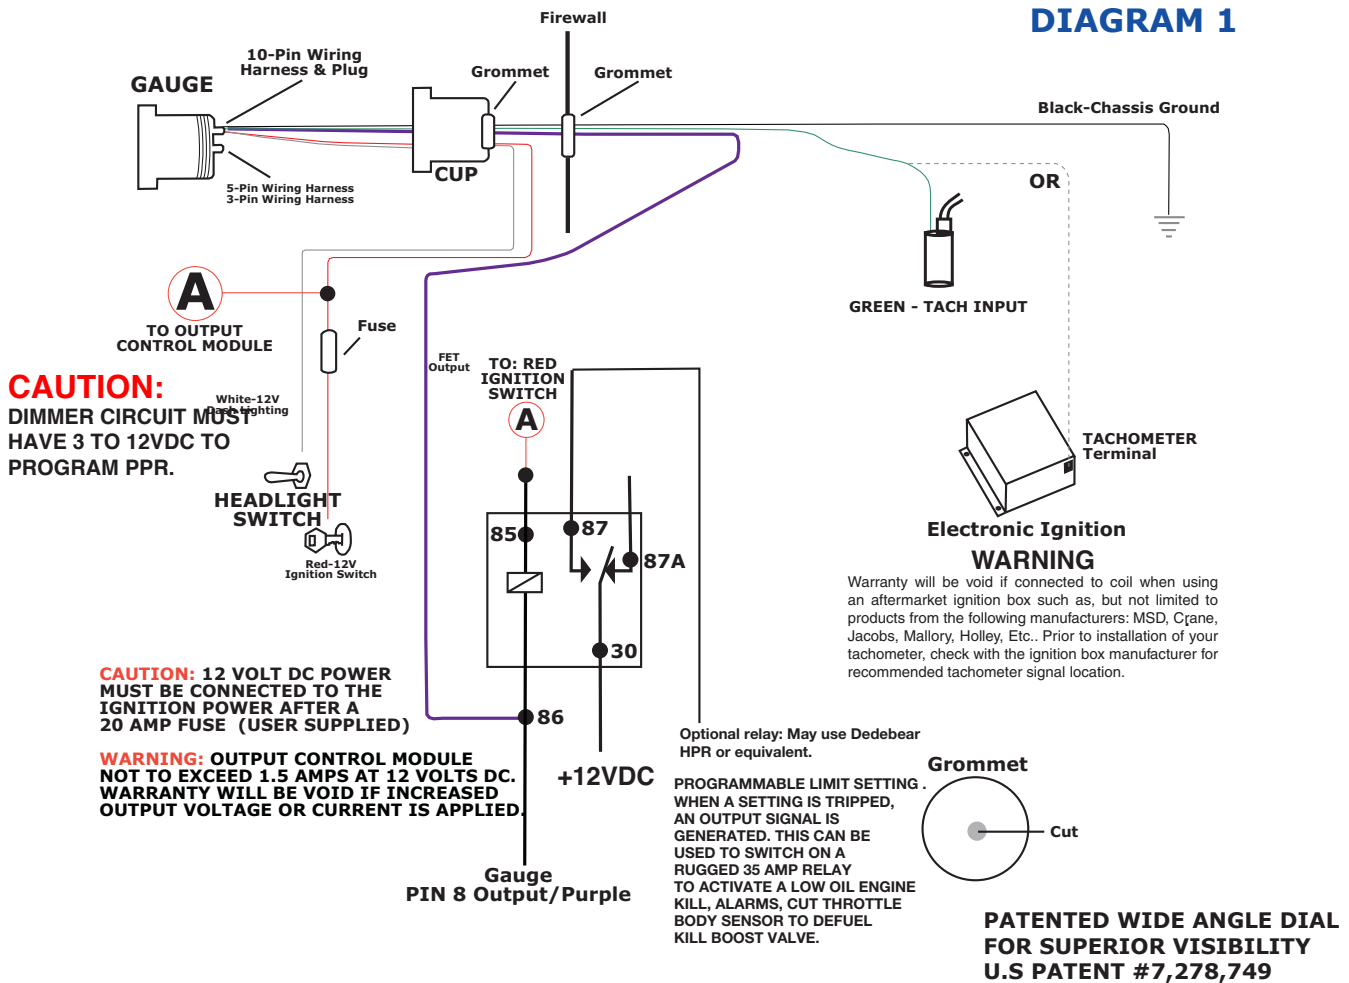 DIAGRAM 1
Firewall
10-Pin Wiring
Harness & Plug
GAUGE
Grommet
Grommet
Black-Chassis Ground
CUP
5-Pin Wiring Harness
3-Pin Wiring Harness
OR
A
TO OUTPUT
CONTROL MODULE
GREEN - TACH INPUT
Fuse
FET
Output
TO: RED
IGNITION
SWITCH
A
CAUTION:
DIMMER CIRCUIT MUST
HAVE 3 TO 12VDC TO
PROGRAM PPR.
White-12V
Dash Lighting
HEADLIGHT
SWITCH
Red-12V
Ignition Switch
TACHOMETER
Terminal
Electronic Ignition
85
87
87A
30
86
WARNING
Warranty will be void if connected to coil when using
an aftermarket ignition box such as, but not limited to
products from the following manufacturers: MSD, Crane,
Jacobs, Mallory, Holley, Etc.. Prior to installation of your
tachometer, check with the ignition box manufacturer for
recommended tachometer signal location.
CAUTION: 12 VOLT DC POWER
MUST BE CONNECTED TO THE
IGNITION POWER AFTER A
20 AMP FUSE (USER SUPPLIED)
WARNING: OUTPUT CONTROL MODULE
NOT TO EXCEED 1.5 AMPS AT 12 VOLTS DC.
WARRANTY WILL BE VOID IF INCREASED
OUTPUT VOLTAGE OR CURRENT IS APPLIED.
+12VDC
Gauge
PIN 8 Output/Purple
Optional relay: May use Dedebear
HPR or equivalent.
PROGRAMMABLE LIMIT SETTING .
WHEN A SETTING IS TRIPPED,
AN OUTPUT SIGNAL IS
GENERATED. THIS CAN BE
USED TO SWITCH ON A
RUGGED 35 AMP RELAY
TO ACTIVATE A LOW OIL ENGINE
KILL, ALARMS, CUT THROTTLE
BODY SENSOR TO DEFUEL
KILL BOOST VALVE.
Grommet
Cut
PATENTED WIDE ANGLE DIAL
FOR SUPERIOR VISIBILITY
U.S PATENT #7,278,749